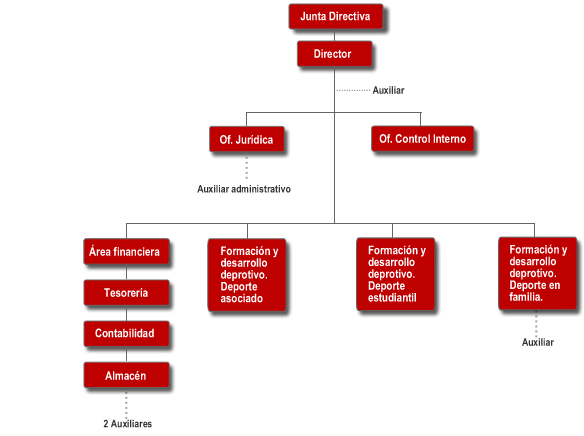 Junta Directiva
Director
Auxiliar
Of. Jurídica
Of. Control Interno
Auxiliar administrativo
Área financiera
Tesorería
Contabilidad
Almacén
2 Auxiliares
Formación y
desarrollo
deprotivo.
Deporte
asociado
Formación y
desarrollo
deprotivo.
Deporte
estudiantil
Formación y
desarrollo
deprotivo.
Deporte en
familia.
Auxiliar